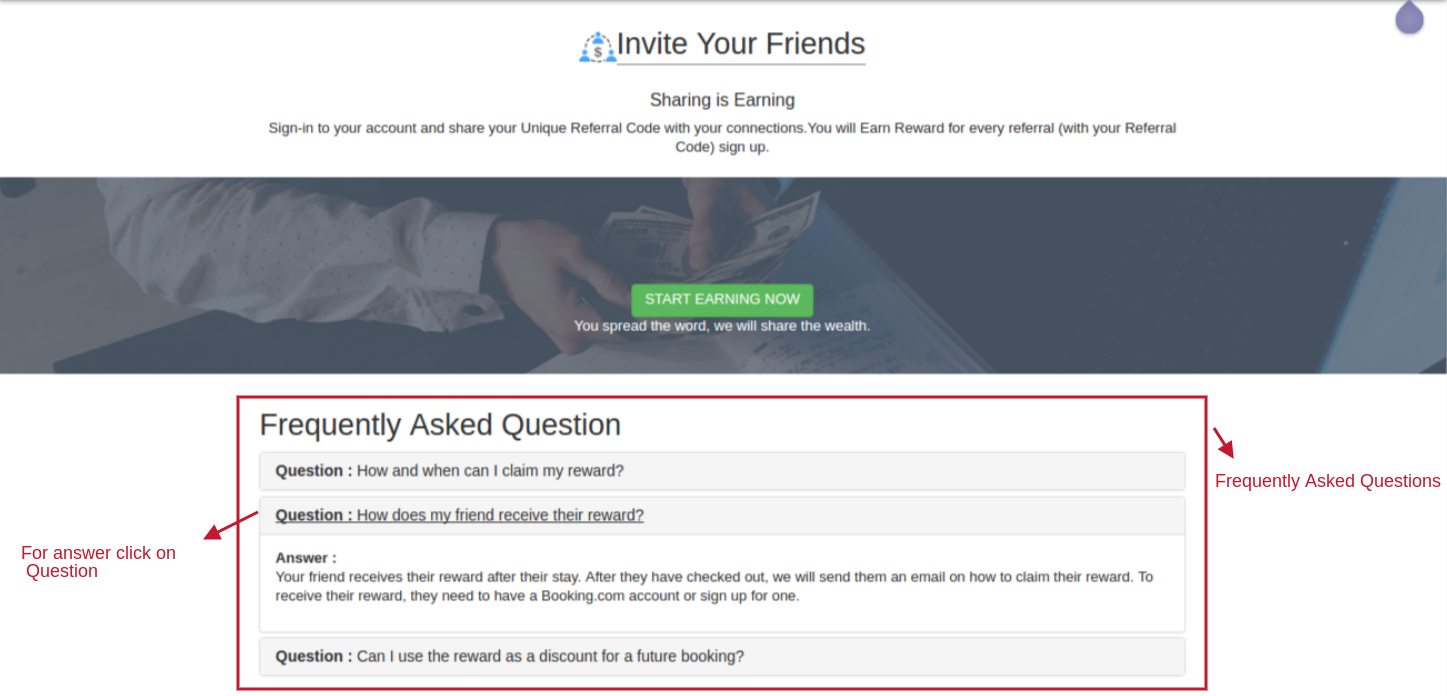 $
Invite Your Friends
Sharing is Earning
Sign-in to your account and share your Unique Referral Code with your connections.You will Earn Reward for every referral (with your Referral
Code) sign up.
START EARNING NOW
You spread the word, we will share the wealth.
Frequently Asked Question
Question : How and when can I claim my reward?
Frequently Asked Questions
Question : How does my friend receive their reward?
For answer click on
Question
Answer :
Your friend receives their reward after their stay. After they have checked out, we will send them an email on how to claim their reward. To
receive their reward, they need to have a Booking.com account or sign up for one.
Question : Can I use the reward as a discount for a future booking?